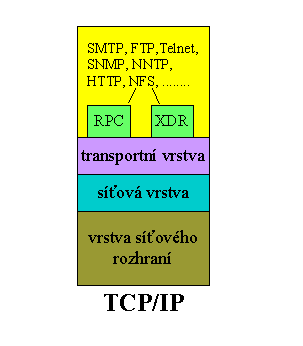 SMTP, FTP,Telnet,
SNMP, NNTP,
HTTP, NFS, ........
RPC XDR
transportní vrstva
síťová vrstva
vrstva síťového
rozhraní
TCP/IP